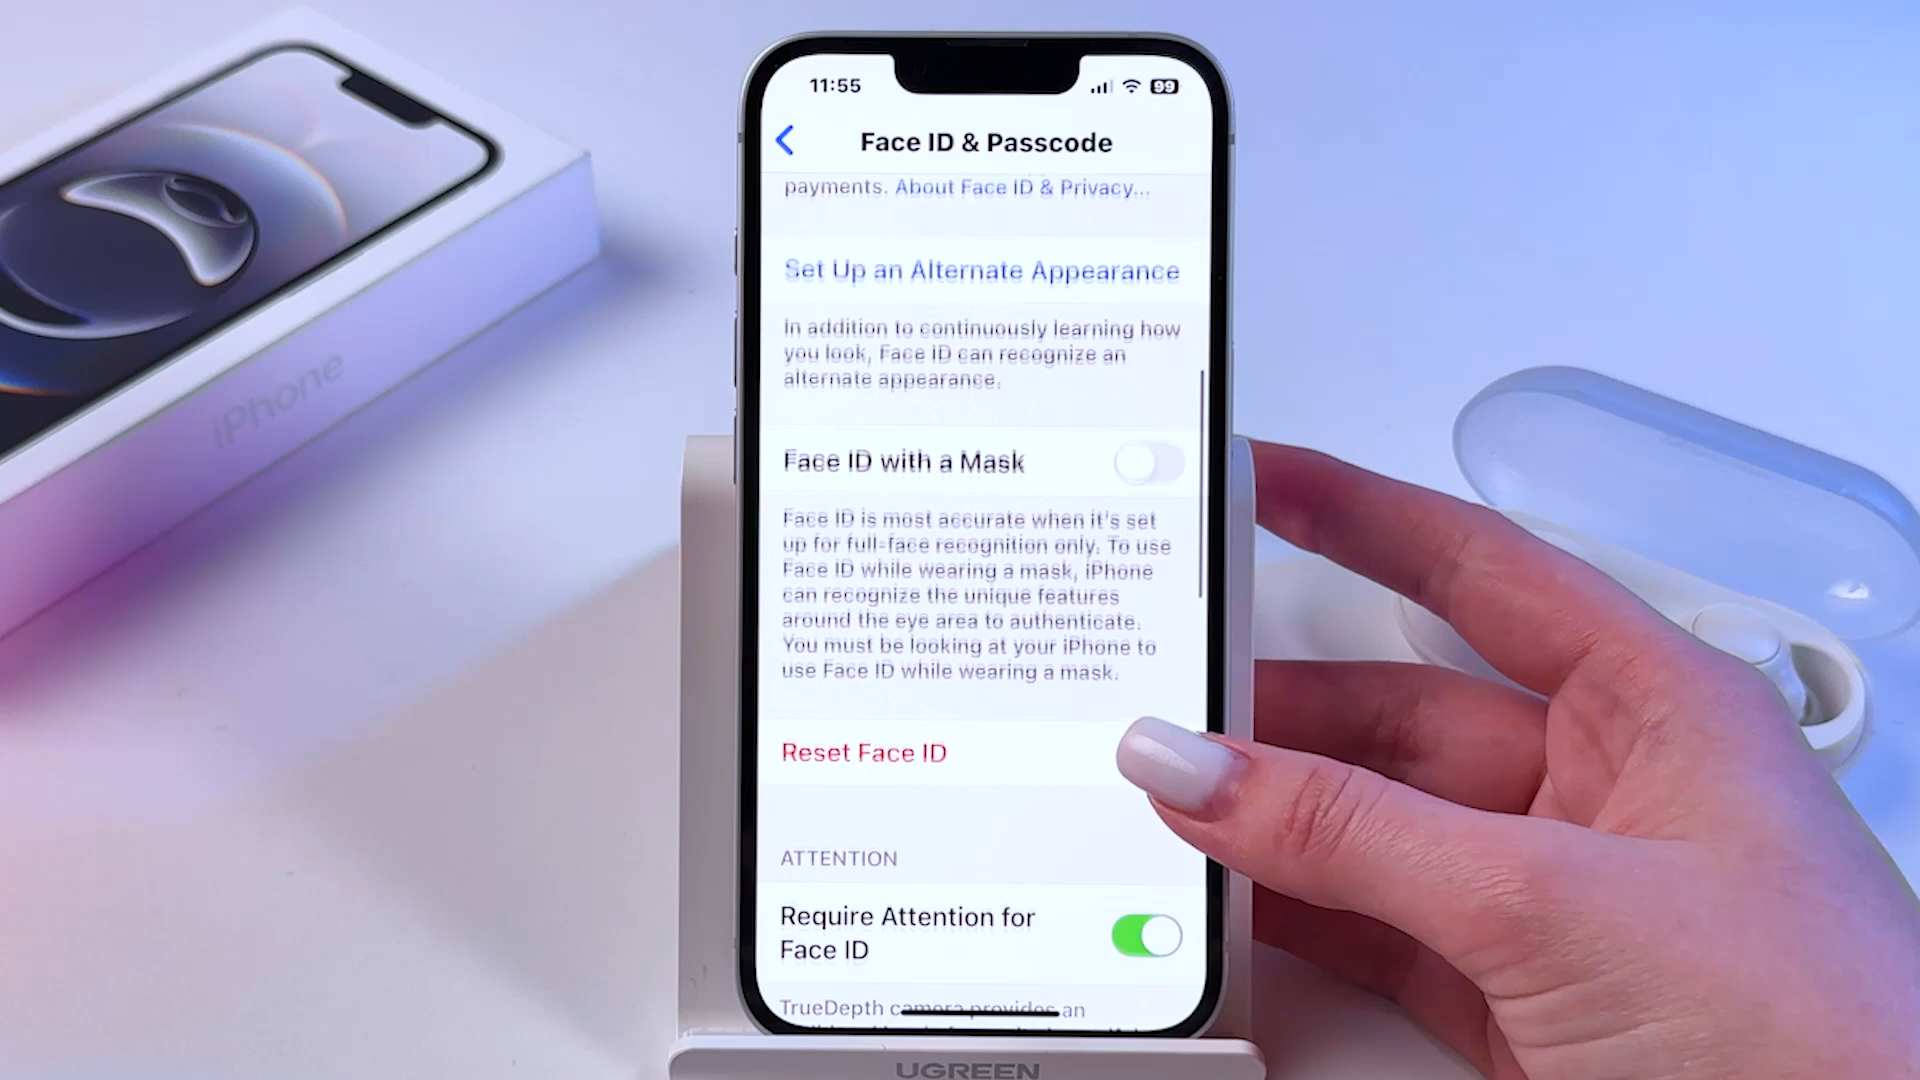 11:55
99
Face ID & Passcode
payments. About Face ID & Privacy...
Set Up an Alternate Appearance
In addition to continuously learning how
you look, Face ID can recognize an
alternate appearance.
Face ID with a Mask
Face ID is most accurate when it's set
up for full-face recognition only. To use
Face ID while wearing a mask, iPhone
can recognize the unique features
around the eye area to authenticate.
You must be looking at your iPhone to
use Face ID while wearing a mask.
Reset Face ID
ATTENTION
Require Attention for
Face ID
TrueDepth camera provides an
iPhone
UGREEN